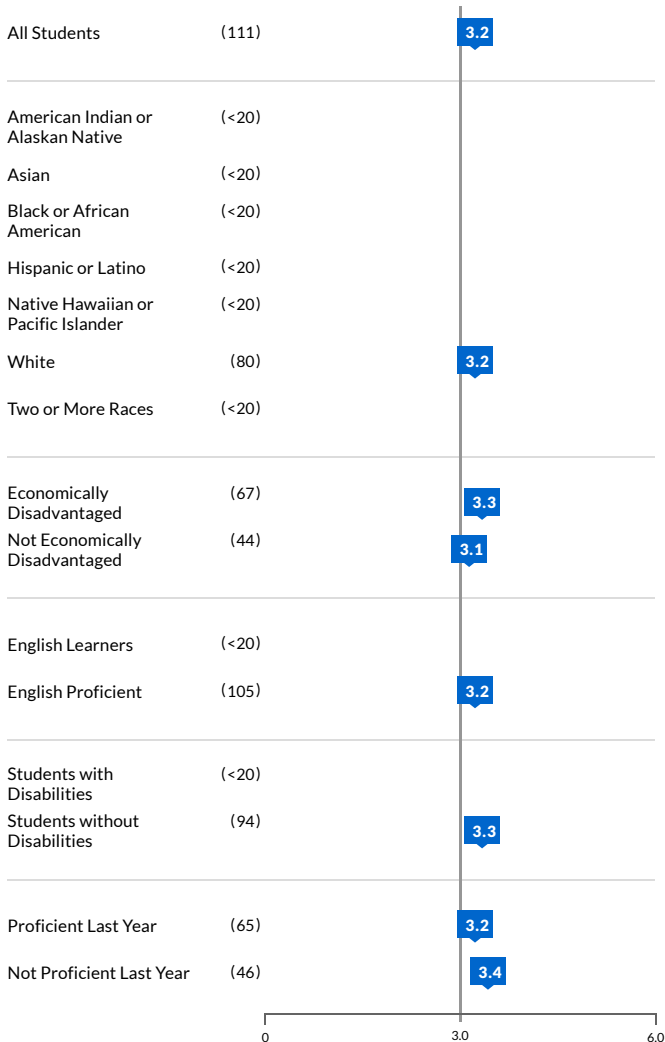 All Students (111) 3.2
American Indian or (<20)
Alaskan Native
Asian (<20)
Black or African (<20)
American
Hispanic or Latino (<20)
Native Hawaiian or (<20)
Pacific Islander
White (80) 3.2
Two or More Races (<20)
Economically (67) 3.3
Disadvantaged
Not Economically (44) 3.1
Disadvantaged
English Learners (<20)
English Proficient (105) 3.2
Students with (<20)
Disabilities
Students without (94) 3.3
Disabilities
Proficient Last Year (65) 3.2
Not Proficient Last Year (46) 3.4
0 3.0 6.0